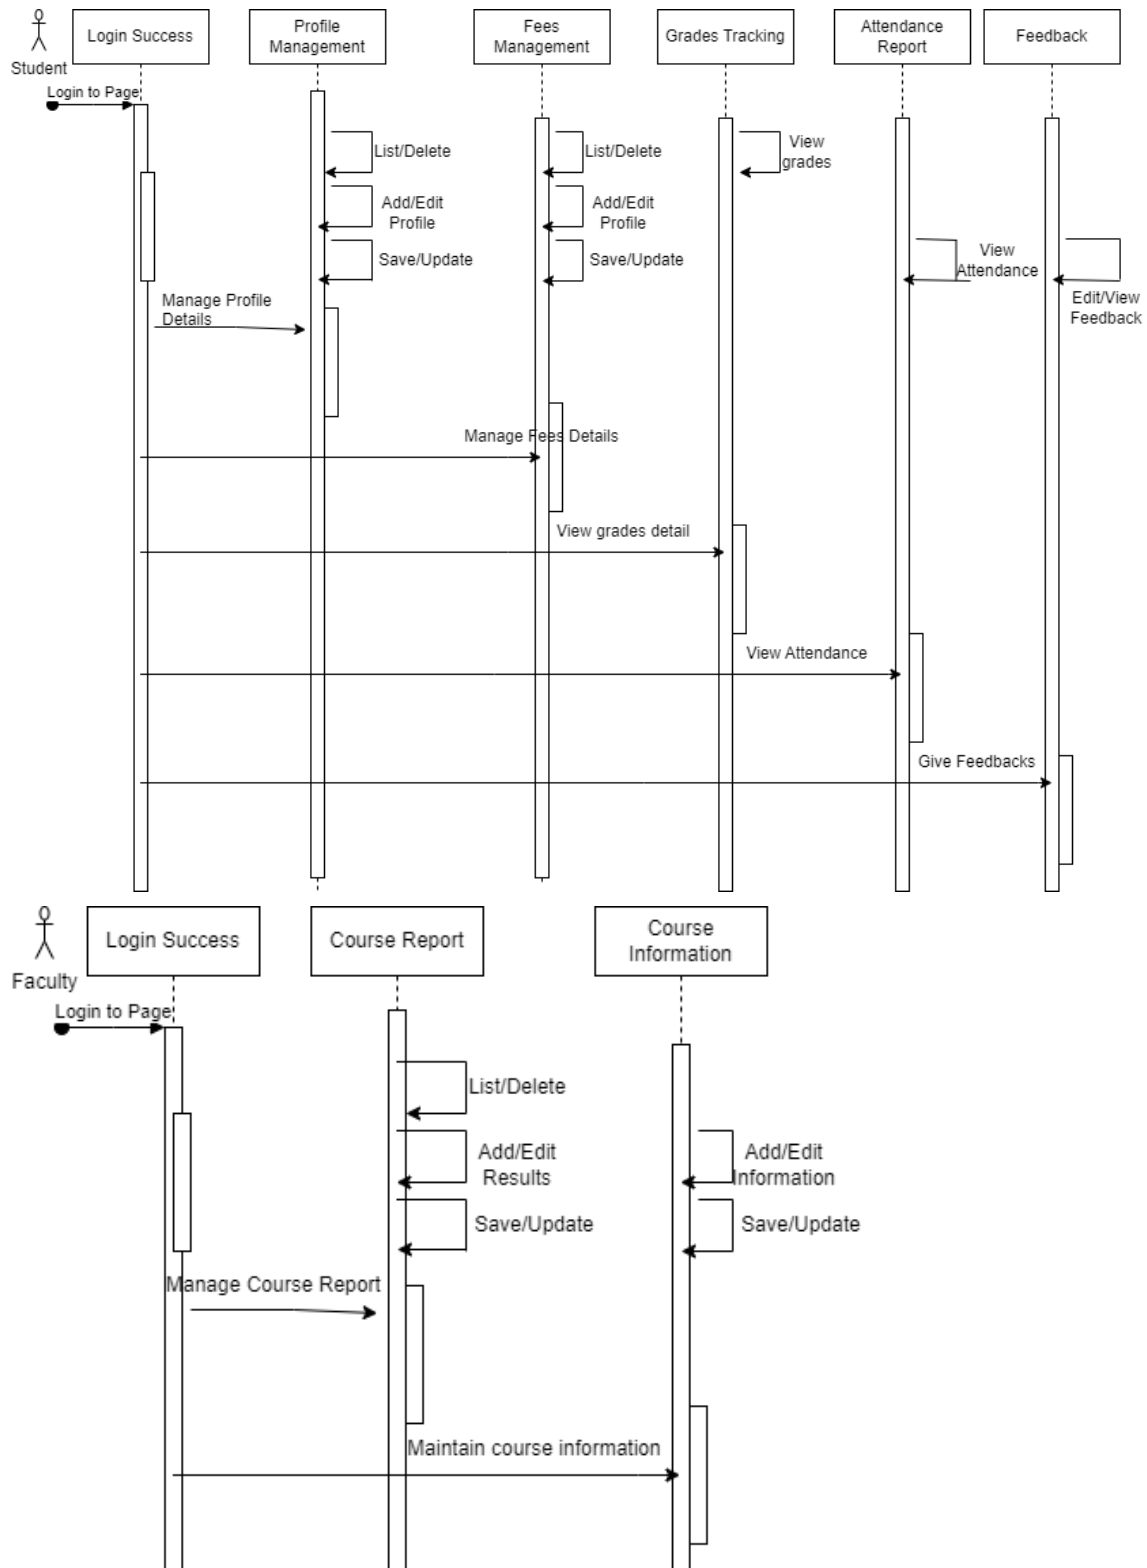 Student
Login Success
Profile
Management
Fees
Management
Grades Tracking
Attendance
Report
Feedback
Login to Page
List/Delete
Add/Edit
Profile
Save/Update
List/Delete
Add/Edit
Profile
Save/Update
View
grades
View
Attendance
Edit/View
Feedback
Manage Profile
Details
Manage Fees Details
View grades detail
View Attendance
Give Feedbacks
Faculty
Login Success
Course Report
Course
Information
Login to Page
List/Delete
Add/Edit
Results
Save/Update
Add/Edit
Information
Save/Update
Manage Course Report
Maintain course information